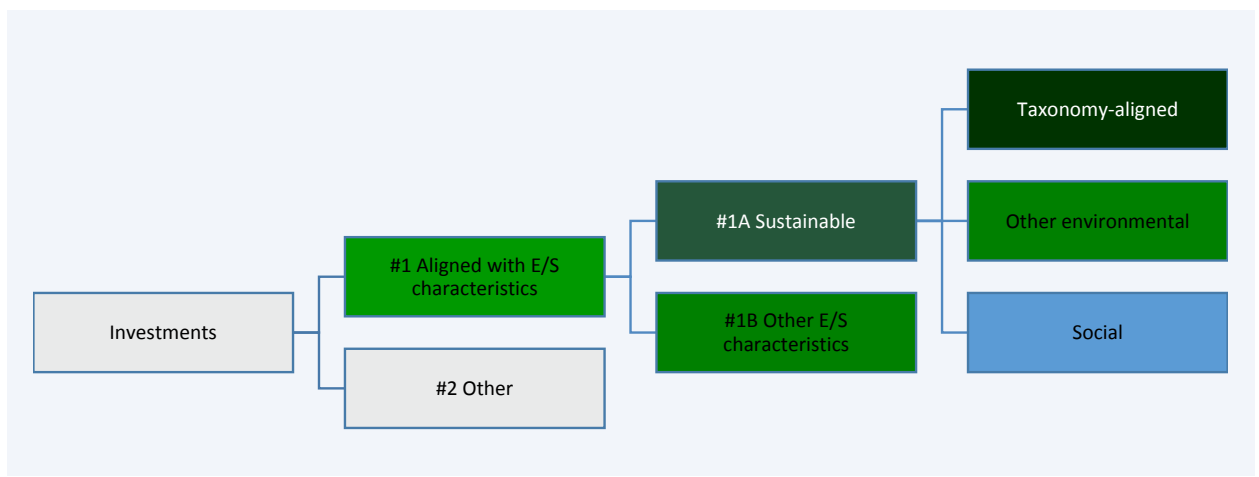 Investments
#1 Aligned with E/S
characteristics
#2 Other
#1A Sustainable
#1B Other E/S
characteristics
Taxonomy-aligned
Other environmental
Social